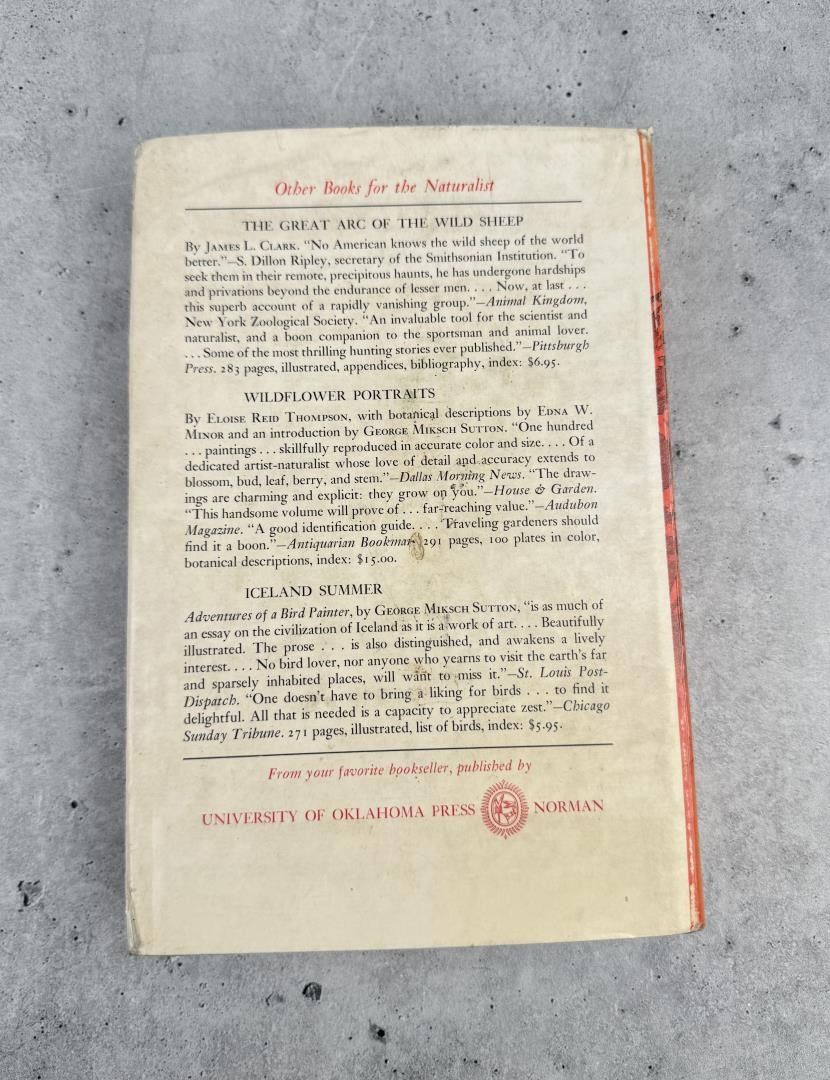 Other Books for the Naturalist
THE GREAT ARC OF THE WILD SHEEP
By JAMES L. CLARK. “No American knows the wild sheep of the world
better.”—S. Dillon Ripley, secretary of the Smithsonian Institution. “To
seek them in their remote, precipitous haunts, he has undergone hardships
and privations beyond the endurance of lesser men. . . . Now, at last . . .
this superb account of a rapidly vanishing group.”—Animal Kingdom,
New York Zoological Society. “An invaluable tool for the scientist and
naturalist, and a boon companion to the sportsman and animal lover.
. . . Some of the most thrilling hunting stories ever published.”—Pittsburgh
Press. 283 pages, illustrated, appendices, bibliography, index: $6.95.
WILDFLOWER PORTRAITS
By ELOISE REID THOMPSON, with botanical descriptions by EDNA W.
MINOR and an introduction by GEORGE MIKSCH SUTTON. “One hundred
. . . paintings . . . skillfully reproduced in accurate color and size. . . . Of a
dedicated artist-naturalist whose love of detail and accuracy extends to
blossom, bud, leaf, berry, and stem.”—Dallas Morning News. “The draw-
ings are charming and explicit: they grow on you.”—House & Garden.
“This handsome volume will prove of . . . far-reaching value.”—Audubon
Magazine. “A good identification guide. . . . Traveling gardeners should
find it a boon.”—Antiquarian Bookman. 291 pages, 100 plates in color,
botanical descriptions, index: $15.00.
ICELAND SUMMER
Adventures of a Bird Painter, by GEORGE MIKSCH SUTTON, “is as much of
an essay on the civilization of Iceland as it is a work of art. . . . Beautifully
illustrated. The prose . . . is also distinguished, and awakens a lively
interest. . . . No bird lover, nor anyone who yearns to visit the earth’s far
and sparsely inhabited places, will want to miss it.”—St. Louis Post-
Dispatch. “One doesn’t have to bring a liking for birds . . . to find it
delightful. All that is needed is a capacity to appreciate zest.”—Chicago
Sunday Tribune. 271 pages, illustrated, list of birds, index: $5.95.
From your favorite bookseller, published by
UNIVERSITY OF OKLAHOMA PRESS NORMAN